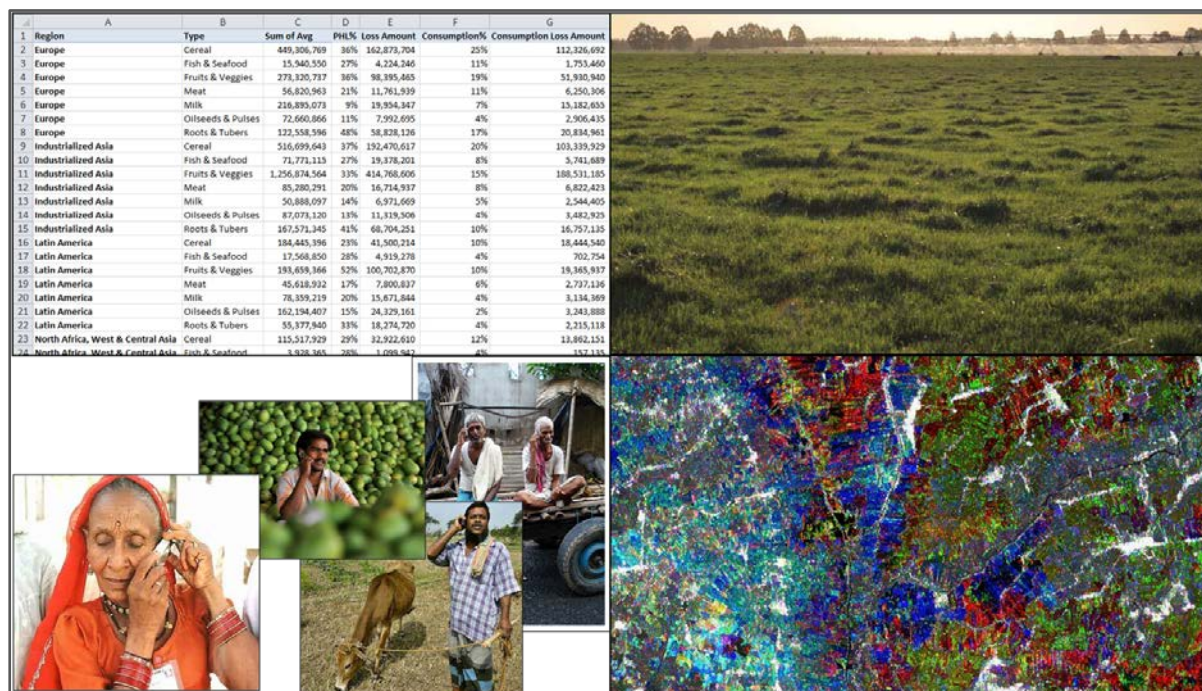 A B C D E F G
1 Region Type Sum of Avg PHL% Loss Amount Consumption% Consumption Loss Amount
2 Europe Cereal 449,306,769 36% 162,873,704 25% 112,326,692
3 Europe Fish & Seafood 15,940,550 27% 4,224,246 11% 1,753,460
4 Europe Fruits & Veggies 273,320,737 36% 98,395,465 19% 51,930,940
5 Europe Meat 56,820,963 21% 11,761,939 11% 6,250,306
6 Europe Milk 216,895,073 9% 19,954,347 7% 15,182,655
7 Europe Oilseeds & Pulses 72,660,866 11% 7,992,695 4% 2,906,435
8 Europe Roots & Tubers 122,558,596 48% 58,828,126 17% 20,834,961
9 Industrialized Asia Cereal 516,699,643 37% 192,470,617 20% 103,339,929
10 Industrialized Asia Fish & Seafood 71,771,115 27% 19,378,201 8% 5,741,689
11 Industrialized Asia Fruits & Veggies 1,256,874,564 33% 414,768,606 15% 188,531,185
12 Industrialized Asia Meat 85,280,291 20% 16,714,937 8% 6,822,423
13 Industrialized Asia Milk 50,888,097 14% 6,971,669 5% 2,544,405
14 Industrialized Asia Oilseeds & Pulses 87,073,120 13% 11,319,506 4% 3,482,925
15 Industrialized Asia Roots & Tubers 167,571,345 41% 68,704,251 10% 16,757,135
16 Latin America Cereal 184,445,396 23% 41,500,214 10% 18,444,540
17 Latin America Fish & Seafood 17,568,850 28% 4,919,278 4% 702,754
18 Latin America Fruits & Veggies 193,659,366 52% 100,702,870 10% 19,365,937
19 Latin America Meat 45,618,932 17% 7,800,837 6% 2,737,136
20 Latin America Milk 78,359,219 20% 15,671,844 4% 3,134,369
21 Latin America Oilseeds & Pulses 162,194,407 15% 24,329,161 2% 3,243,888
22 Latin America Roots & Tubers 55,377,940 33% 18,274,720 4% 2,215,118
23 North Africa, West & Central Asia Cereal 115,517,929 29% 32,922,610 12% 13,862,151
24 North Africa, West & Central Asia Fish & Seafood 3,928,365 28% 1,099,942 4% 157,135